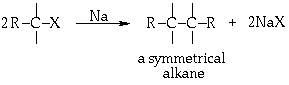 2R–C–X Na R–C–C–R + 2NaX
a symmetrical
alkane